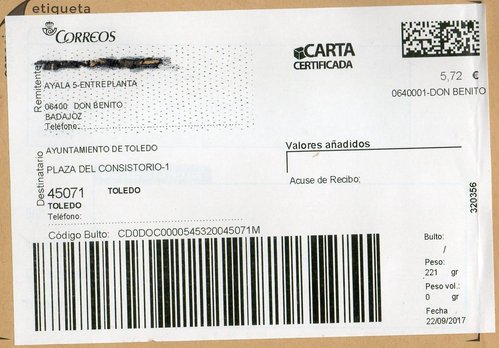 etiqueta
CORREOS
CARTA
CERTIFICADA
Remitente
AYALA 5-ENTREPLANTA
06400 DON BENITO
BADAJOZ
Teléfono:
5,72 €
0640001-DON BENITO
Destinatario
AYUNTAMIENTO DE TOLEDO
PLAZA DEL CONSISTORIO-1
45071 TOLEDO
TOLEDO
Teléfono:
Valores añadidos
Acuse de Recibo;
320356
Código Bulto: CD0DOC0000545320045071M
Bulto:
/
Peso:
221 gr
Peso vol.:
0 gr
Fecha
22/09/2017